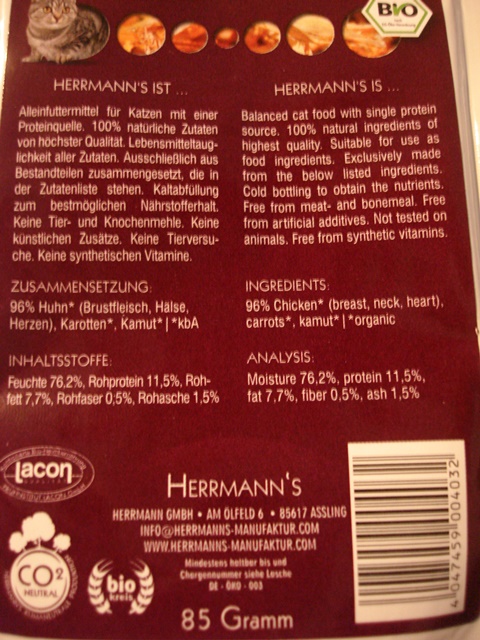 BIO
HERRMANN'S IST ...
Alleinfuttermittel für Katzen mit einer
Proteinquelle. 100% natürliche Zutaten
von höchster Qualität. Lebensmitteltaug-
lichkeit aller Zutaten. Ausschließlich aus
Bestandteilen zusammengesetzt, die in
der Zutatenliste stehen. Kaltabfüllung
zum bestmöglichen Nährstofferhalt.
Keine Tier- und Knochenmehle. Keine
künstlichen Zusätze. Keine Tierversu-
che. Keine synthetischen Vitamine.
HERRMANN'S IS ...
Balanced cat food with single protein
source. 100% natural ingredients of
highest quality. Suitable for use as
food ingredients. Exclusively made
from the below listed ingredients.
Cold bottling to obtain the nutrients.
Free from meat- and bonemeal. Free
from artificial additives. Not tested on
animals. Free from synthetic vitamins.
ZUSAMMENSETZUNG:
96% Huhn* (Brustfleisch, Hälse,
Herzen), Karotten*, Kamut* | *kbA
INGREDIENTS:
96% Chicken* (breast, neck, heart),
carrots*, kamut* | *organic
INHALTSSTOFFE:
Feuchte 76,2%, Rohprotein 11,5%, Roh-
fett 7,7%, Rohfaser 0,5%, Rohasche 1,5%
ANALYSIS:
Moisture 76,2%, protein 11,5%,
fat 7,7%, fiber 0,5%, ash 1,5%
Lacon
HERRMANN'S
HERRMANN GMBH • AM OLFELD 6 • 85617 ASSLING
INFO@HERRMANNS-MANUFAKTUR.COM
WWW.HERRMANNS-MANUFAKTUR.COM
Mindestens haltbar bis und
Chargennummer siehe Lasche
DE - ÖKO - 003
CO2
NEUTRAL
bio
kreis
85 Gramm
4 047459 004032